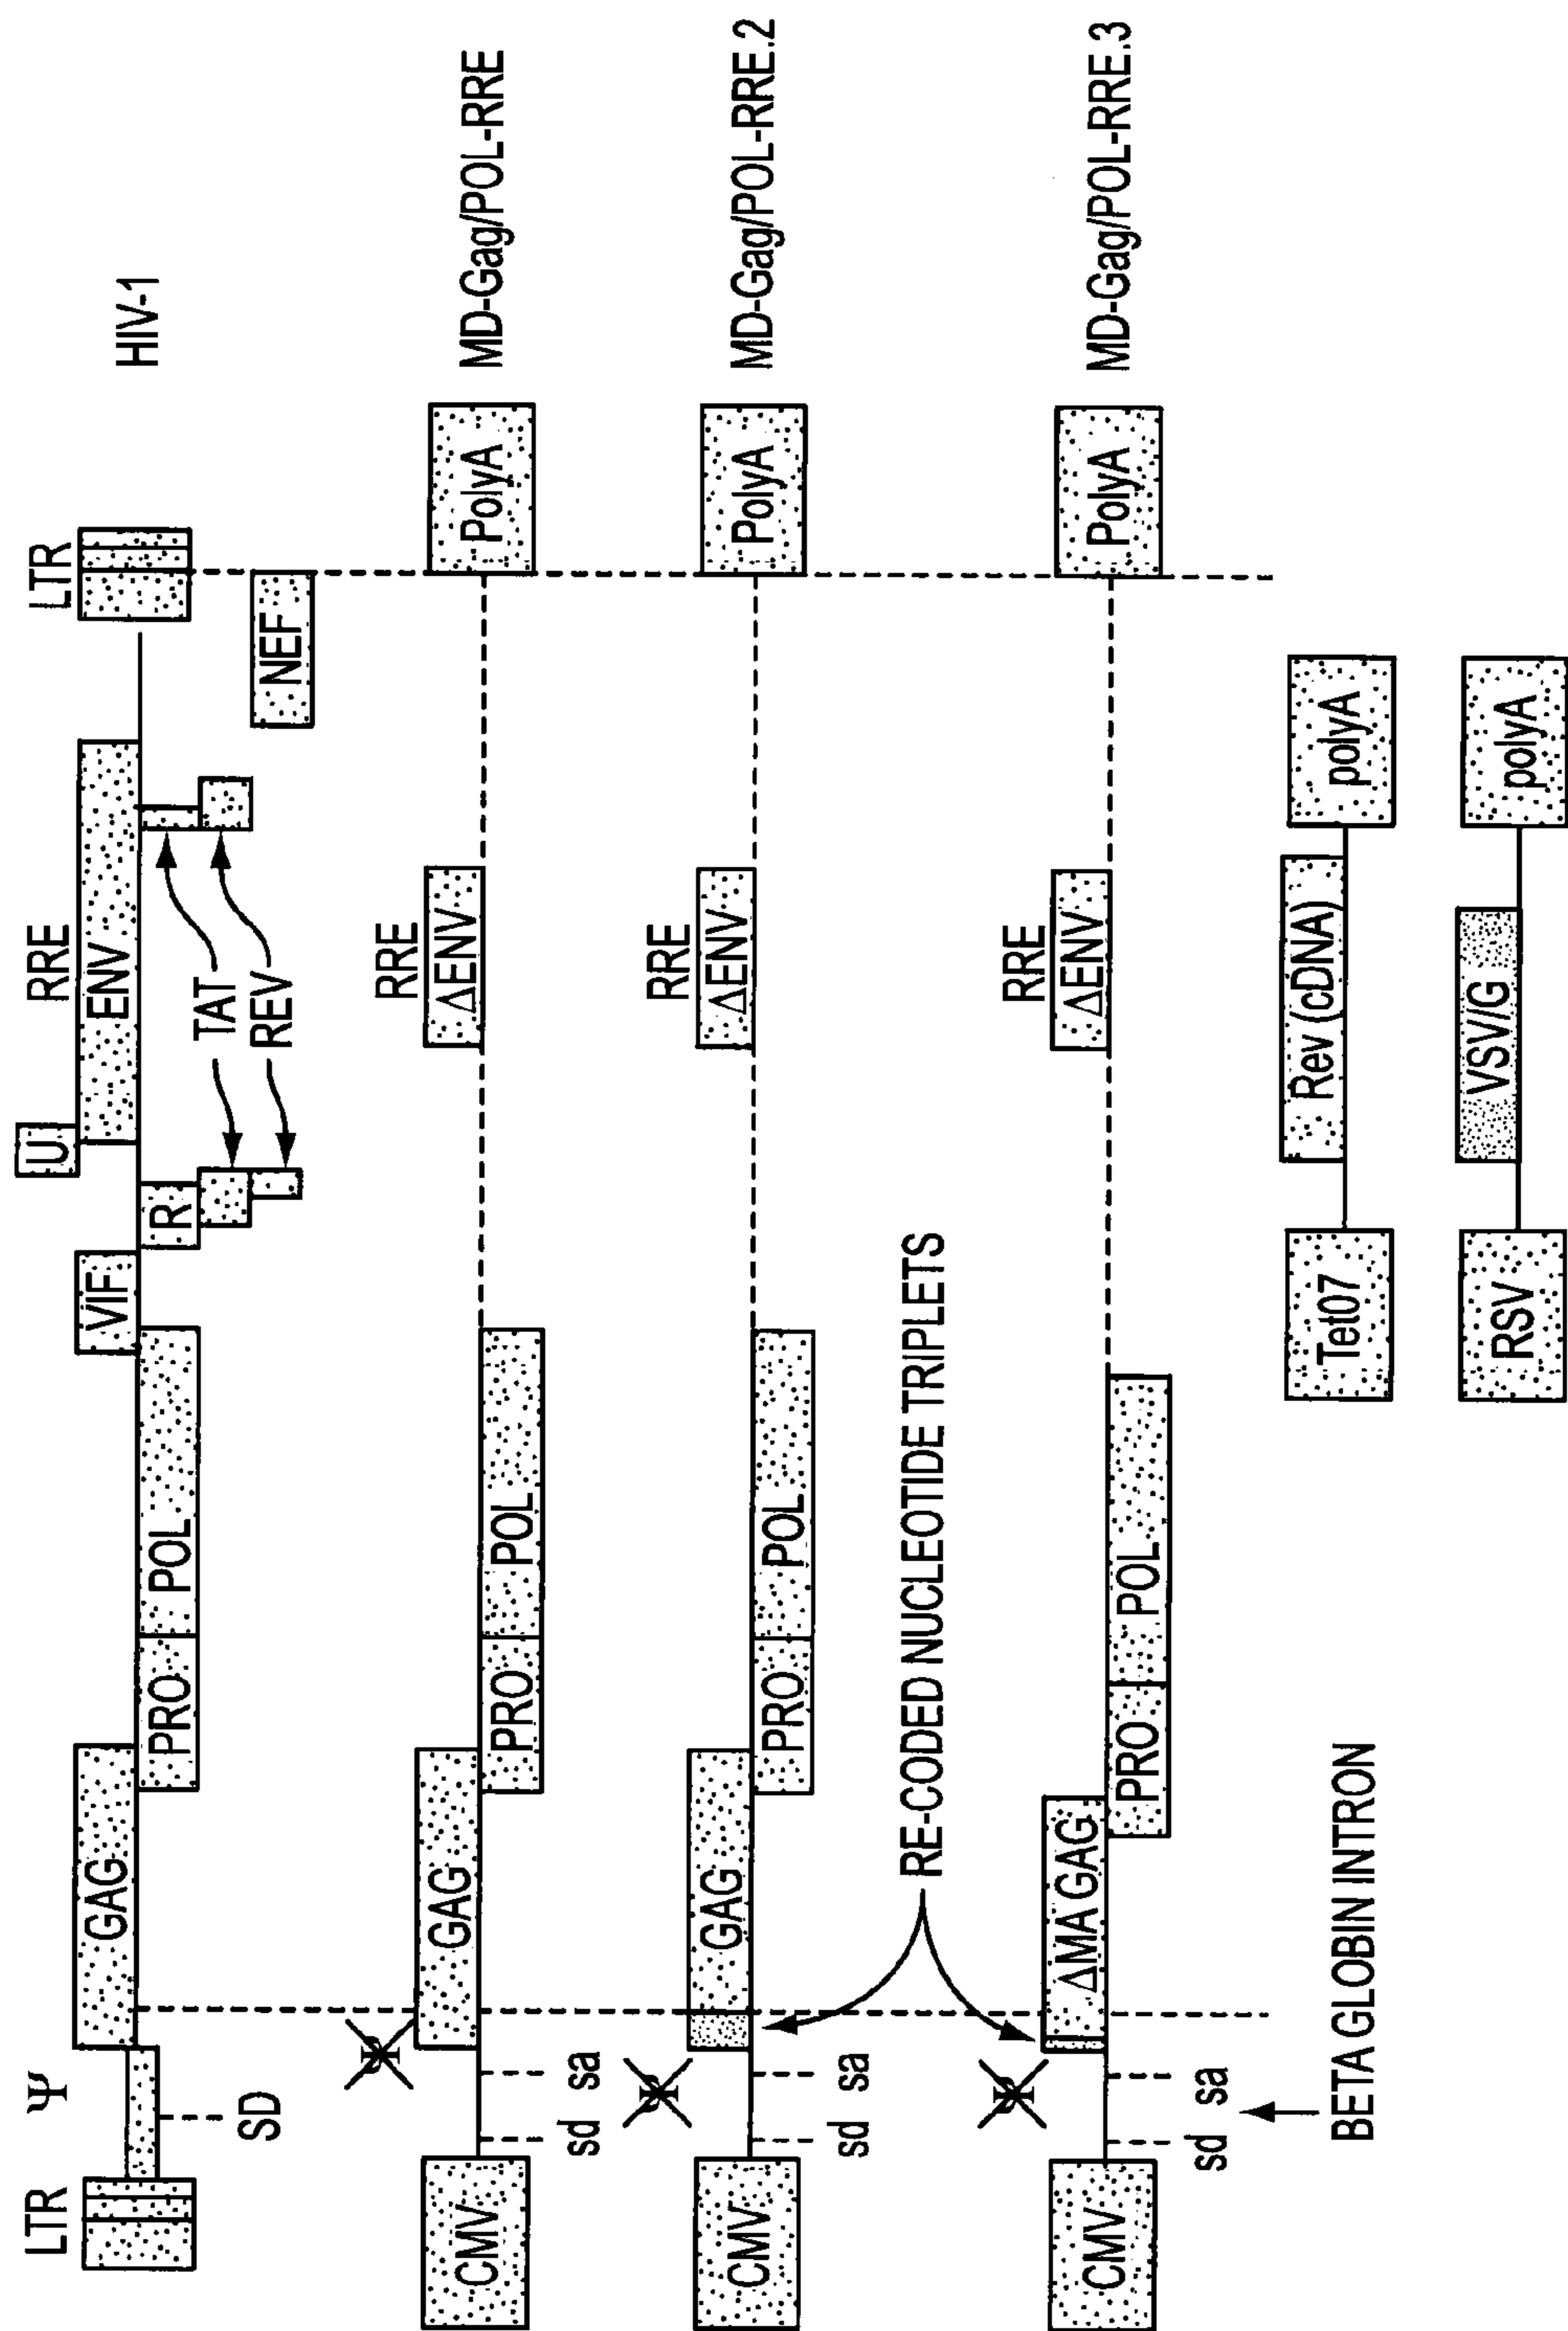 LTR Ψ RRE LTR
U
GAG VIF ENV HIV-1
PRO POL R
SD TAT
REV
NEF
Ψ RRE
GAG ΔENV
CMV PolyA MD-Gag/POL-RRE
PRO POL
sd sa
Ψ RRE
GAG ΔENV
CMV PolyA MD-Gag/POL-RRE.2
PRO POL
sd sa
RE-CODED NUCLEOTIDE TRIPLETS
Ψ RRE
ΔMA GAG ΔENV
CMV PolyA MD-Gag/POL-RRE.3
PRO POL
sd sa
BETA GLOBIN INTRON
Tet07 Rev (cDNA) polyA
RSV VSV/G polyA